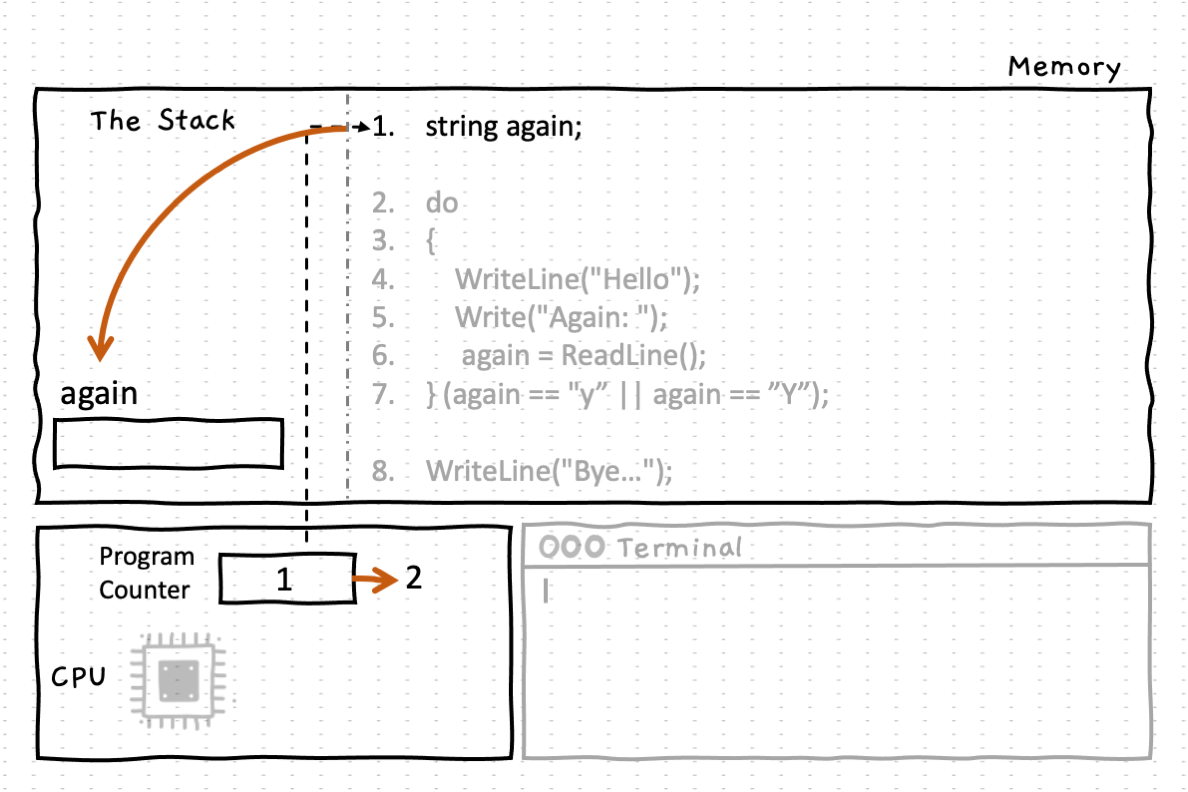 Memory
The Stack
1. string again;
2. do
3. {
4. WriteLine("Hello");
5. Write("Again: ");
6. again = ReadLine();
7. } (again == "y” || again == ”Y”);
8. WriteLine("Bye...");
again
Program
Counter
1
2
CPU
Terminal